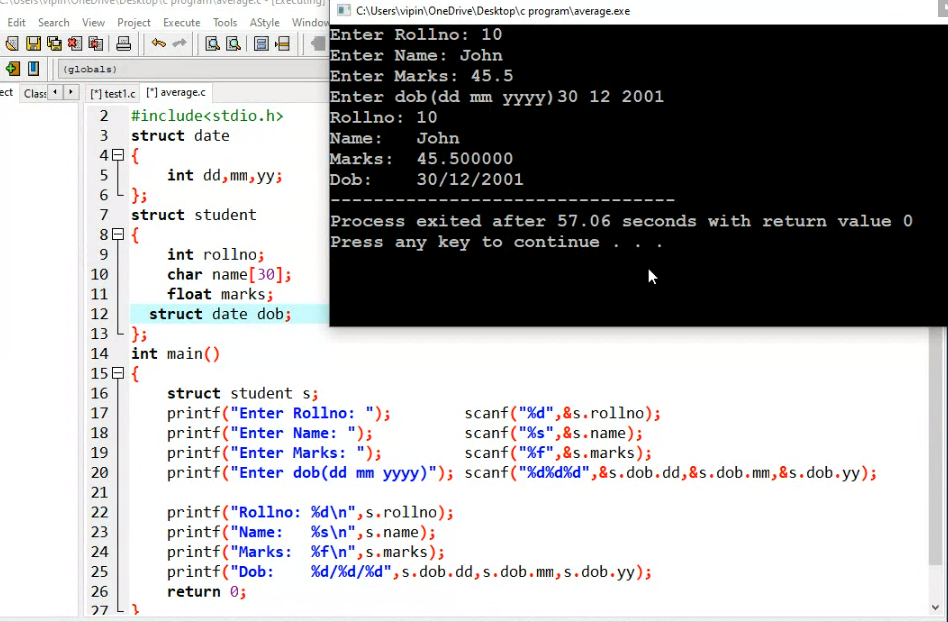 C:\Users\vipin\OneDrive\Desktop\c program\average.c - [Executing]
Edit Search View Project Execute Tools AStyle Window
(globals)
ect Clas [*] test1.c [*] average.c
2 #include<stdio.h>
3 struct date
4 {
5 int dd,mm,yy;
6 };
7 struct student
8 {
9 int rollno;
10 char name[30];
11 float marks;
12 struct date dob;
13 };
14 int main()
15 {
16 struct student s;
17 printf("Enter Rollno: "); scanf("%d",&s.rollno);
18 printf("Enter Name: "); scanf("%s",&s.name);
19 printf("Enter Marks: "); scanf("%f",&s.marks);
20 printf("Enter dob(dd mm yyyy)"); scanf("%d%d%d",&s.dob.dd,&s.dob.mm,&s.dob.yy);
21
22 printf("Rollno: %d\n",s.rollno);
23 printf("Name: %s\n",s.name);
24 printf("Marks: %f\n",s.marks);
25 printf("Dob: %d/%d/%d",s.dob.dd,s.dob.mm,s.dob.yy);
26 return 0;
27 }
C:\Users\vipin\OneDrive\Desktop\c program\average.exe
Enter Rollno: 10
Enter Name: John
Enter Marks: 45.5
Enter dob(dd mm yyyy)30 12 2001
Rollno: 10
Name: John
Marks: 45.500000
Dob: 30/12/2001
--------------------------------
Process exited after 57.06 seconds with return value 0
Press any key to continue . . .